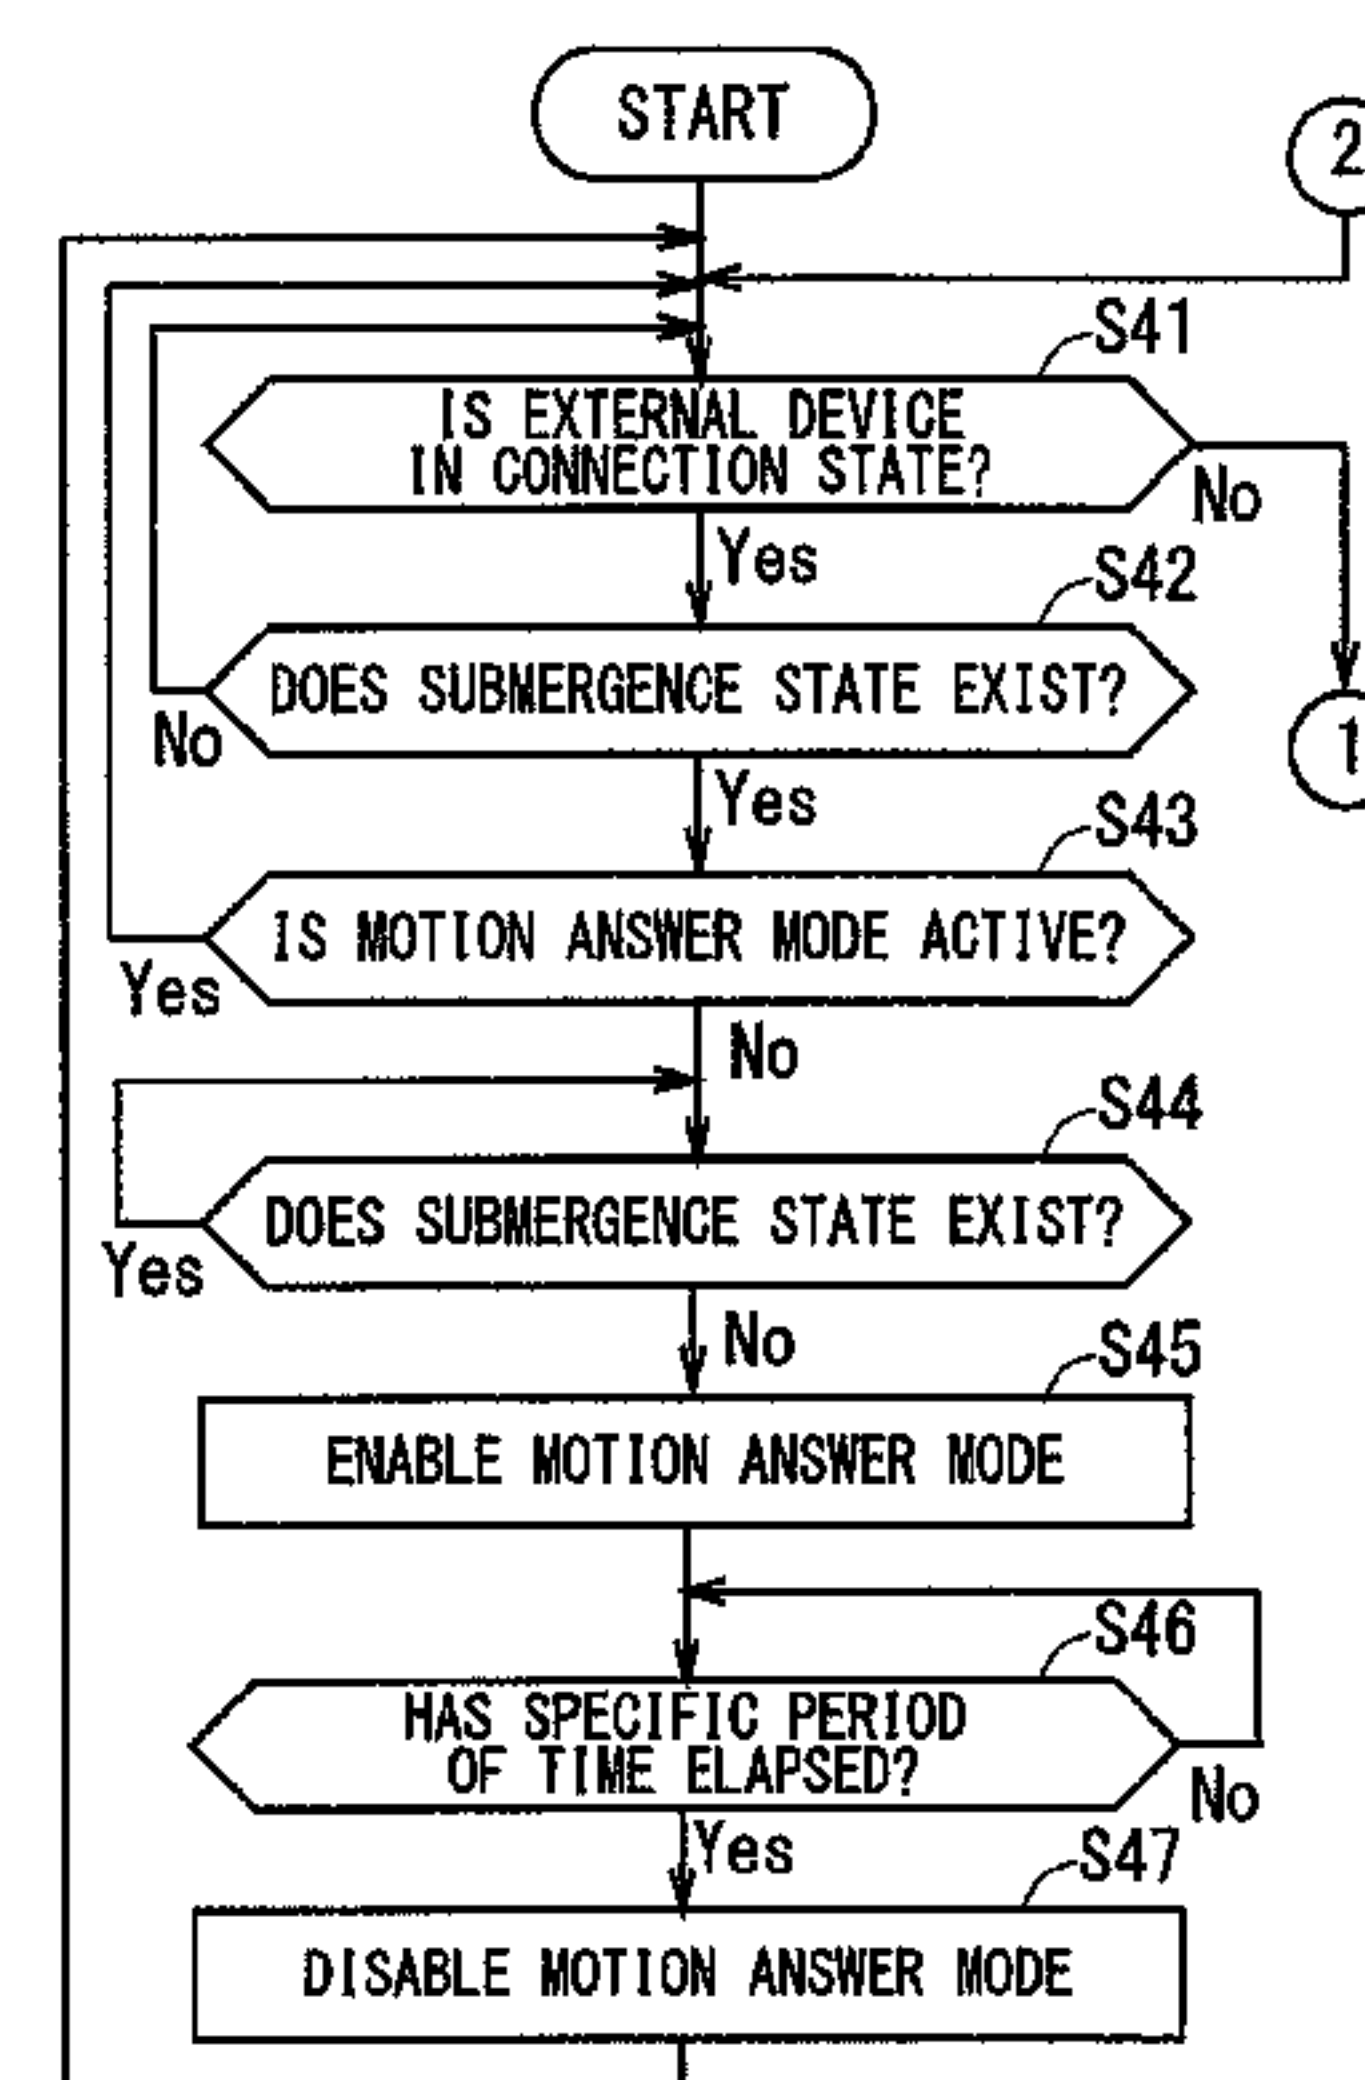 START
2
S41
IS EXTERNAL DEVICE
IN CONNECTION STATE?
No
Yes
S42
DOES SUBMERGENCE STATE EXIST?
No
1
Yes
S43
IS MOTION ANSWER MODE ACTIVE?
Yes
No
S44
DOES SUBMERGENCE STATE EXIST?
Yes
No
S45
ENABLE MOTION ANSWER MODE
S46
HAS SPECIFIC PERIOD
OF TIME ELAPSED?
No
Yes
S47
DISABLE MOTION ANSWER MODE